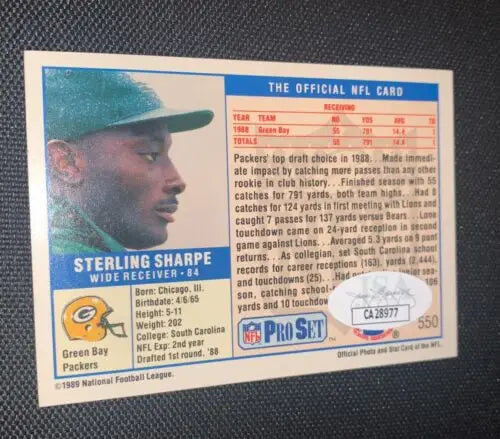 THE OFFICIAL NFL CARD
RECEIVING
YEAR TEAM NO YDS AVG TD
1988 Green Bay 55 791 14.4 1
TOTALS 55 791 14.4 1
Packers' top draft choice in 1988. . .Made immedi-
ate impact by catching more passes than any other
rookie in club history. . .Finished season with 55
catches for 791 yards, both team highs. . .Had 8
catches for 124 yards in first meeting with Lions and
caught 7 passes for 137 yards versus Bears. . .Lone
touchdown came on 24-yard reception in second
game against Lions. . .Averaged 5.3 yards on 9 punt
returns. . .As collegian, set South Carolina school
records for career receptions (163), yards (2,444),
and touchdowns (25). . .Had junior season,
catching school-
yards and 10 touchdown
STERLING SHARPE
WIDE RECEIVER • 84
G
Green Bay
Packers
Born: Chicago, Ill.
Birthdate: 4/6/65
Height: 5-11
Weight: 202
College: South Carolina
NFL Exp: 2nd year
Drafted 1st round, '88
NFL PRO SET™
CA28977
550
©1989 National Football League.
Official Photo and Stat Card of the NFL.